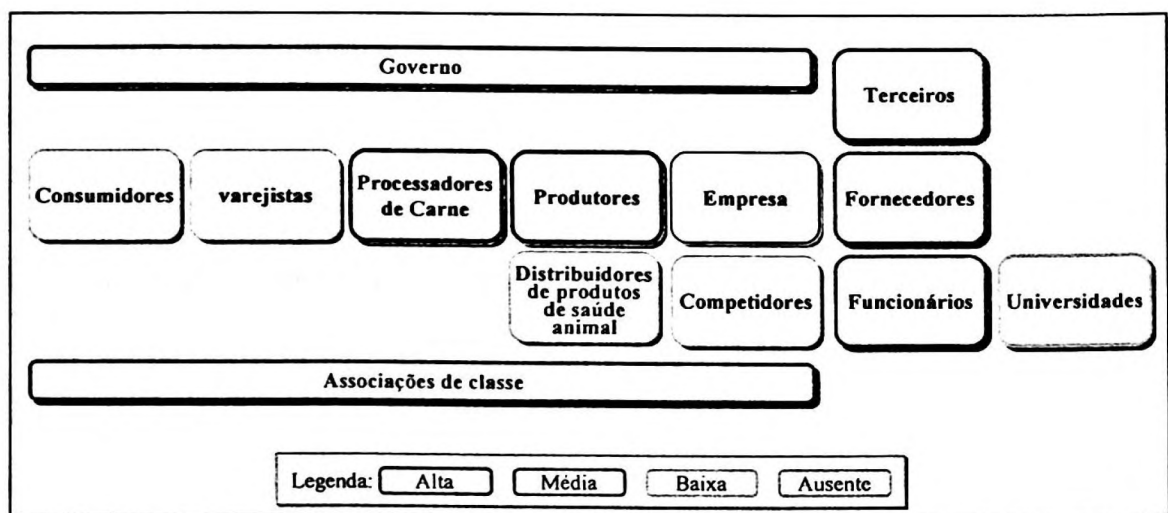 Governo
Terceiros
Consumidores
varejistas
Processadores
de Carne
Produtores
Empresa
Fornecedores
Distribuidores
de produtos
de saúde
animal
Competidores
Funcionários
Universidades
Associações de classe
Legenda: Alta Média Baixa Ausente